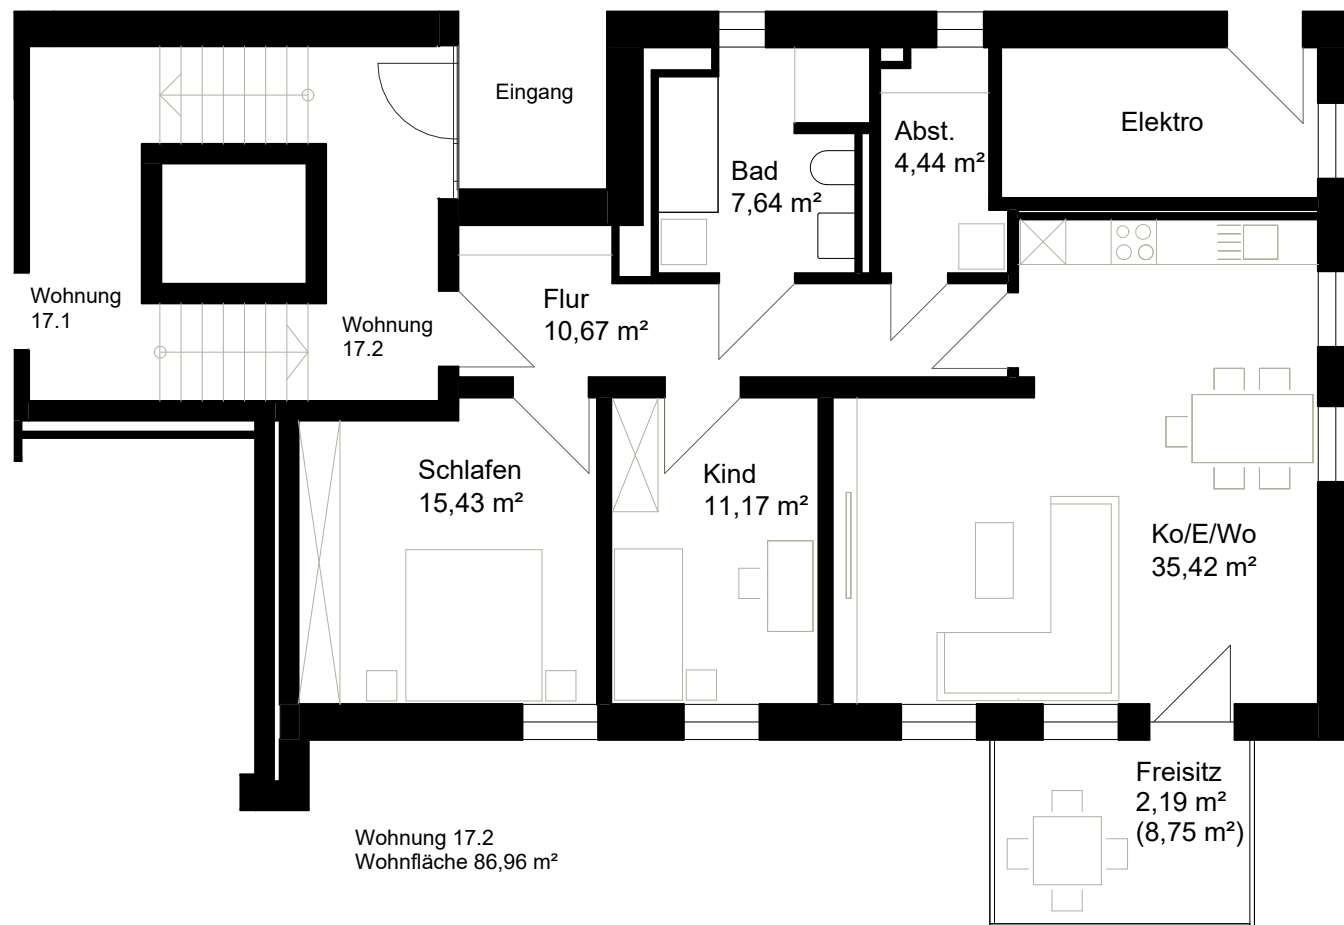 Eingang
Elektro
Abst.
4,44 m²
Bad
7,64 m²
Wohnung
17.1
Flur
10,67 m²
Wohnung
17.2
Schlafen
15,43 m²
Kind
11,17 m²
Ko/E/Wo
35,42 m²
Freisitz
2,19 m²
(8,75 m²)
Wohnung 17.2
Wohnfläche 86,96 m²